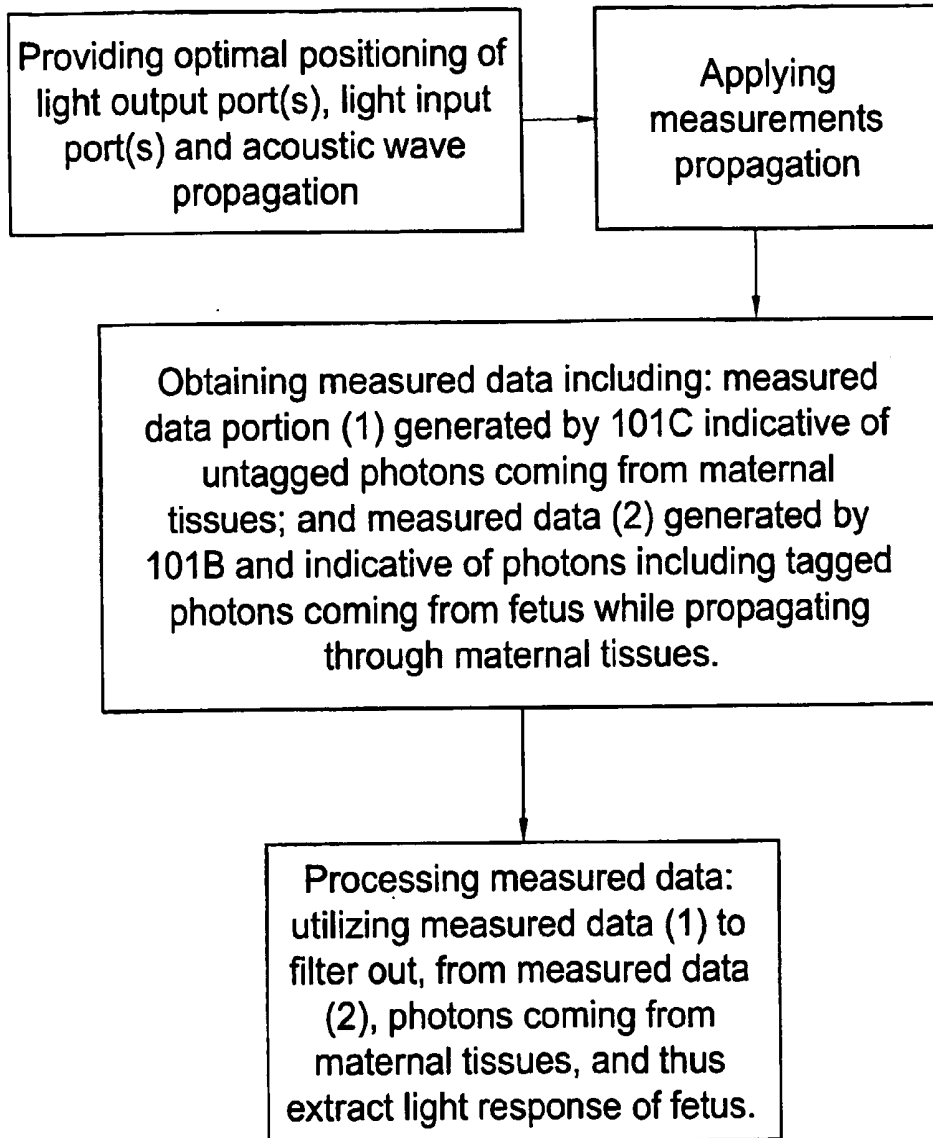 Providing optimal positioning of
light output port(s), light input
port(s) and acoustic wave
propagation
Applying
measurements
propagation
Obtaining measured data including: measured
data portion (1) generated by 101C indicative of
untagged photons coming from maternal
tissues; and measured data (2) generated by
101B and indicative of photons including tagged
photons coming from fetus while propagating
through maternal tissues.
Processing measured data:
utilizing measured data (1) to
filter out, from measured data
(2), photons coming from
maternal tissues, and thus
extract light response of fetus.